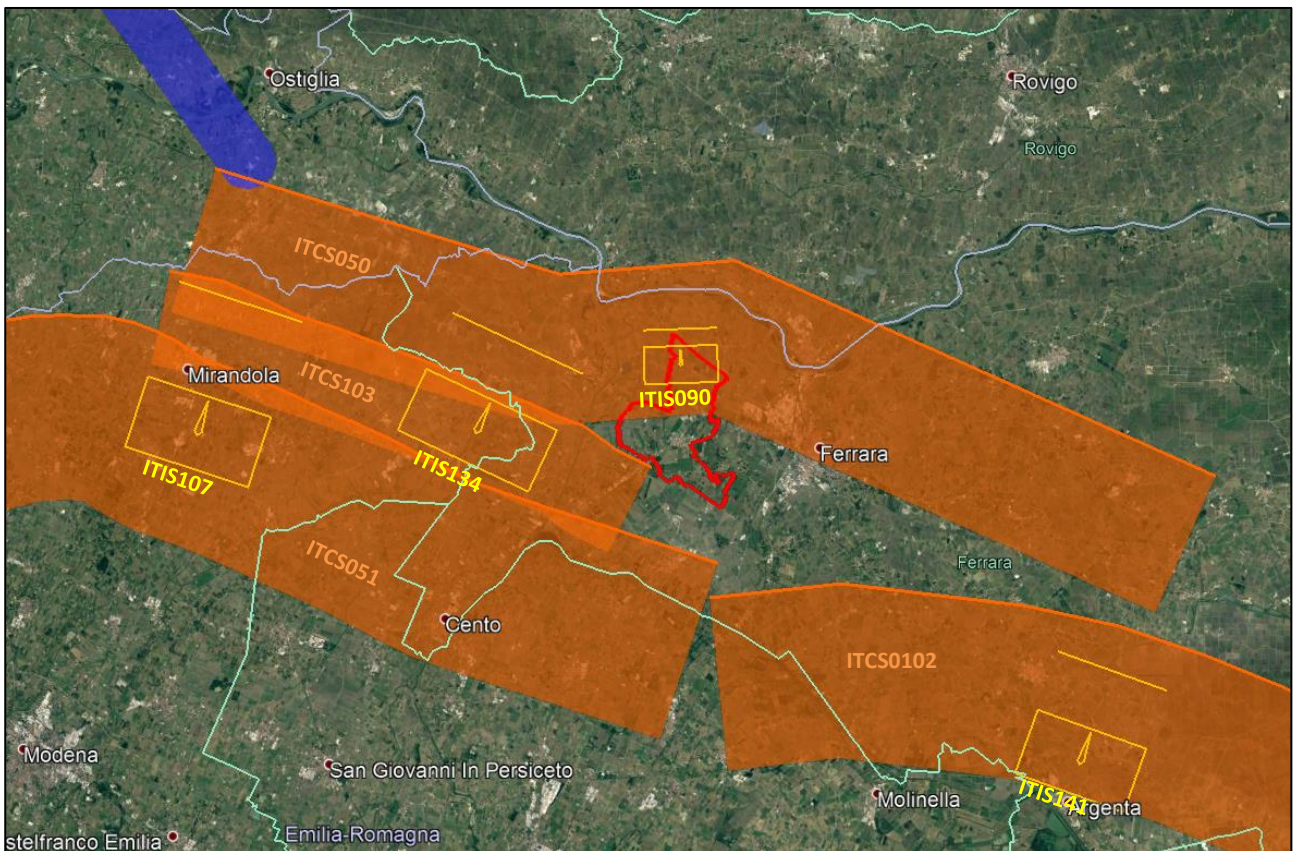 Ostiglia
Rovigo
Rovigo
ITCS050
Mirandola
ITCS103
ITIS090
Ferrara
ITIS107
ITIS134
ITCS051
Ferrara
Cento
ITCS0102
Modena
San Giovanni In Persiceto
Molinella
ITIS141
Argenta
stelfranco Emilia
Emilia-Romagna